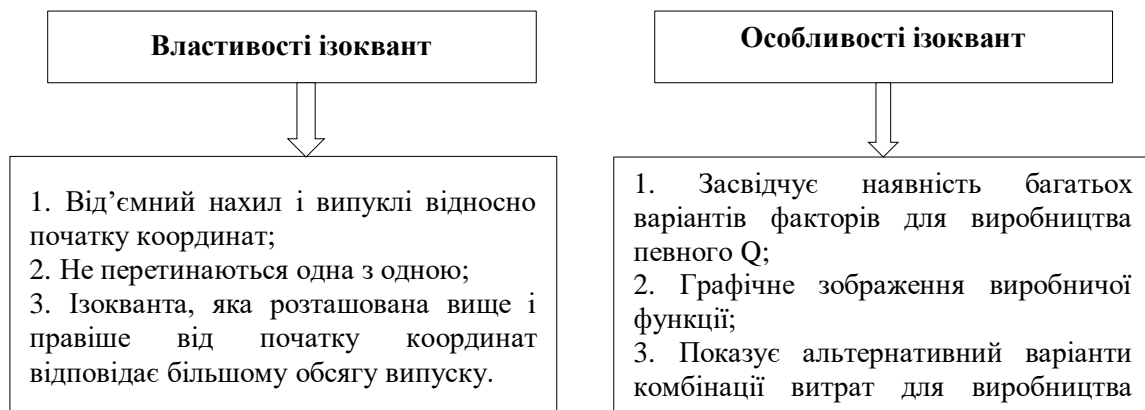 Властивості ізоквант
1. Від’ємний нахил і випуклі відносно
початку координат;
2. Не перетинаються одна з одною;
3. Ізокванта, яка розташована вище і
правіше від початку координат
відповідає більшому обсягу випуску.
Особливості ізоквант
1. Засвідчує наявність багатьох
варіантів факторів для виробництва
певного Q;
2. Графічне зображення виробничої
функції;
3. Показує альтернативний варіанти
комбінації витрат для виробництва